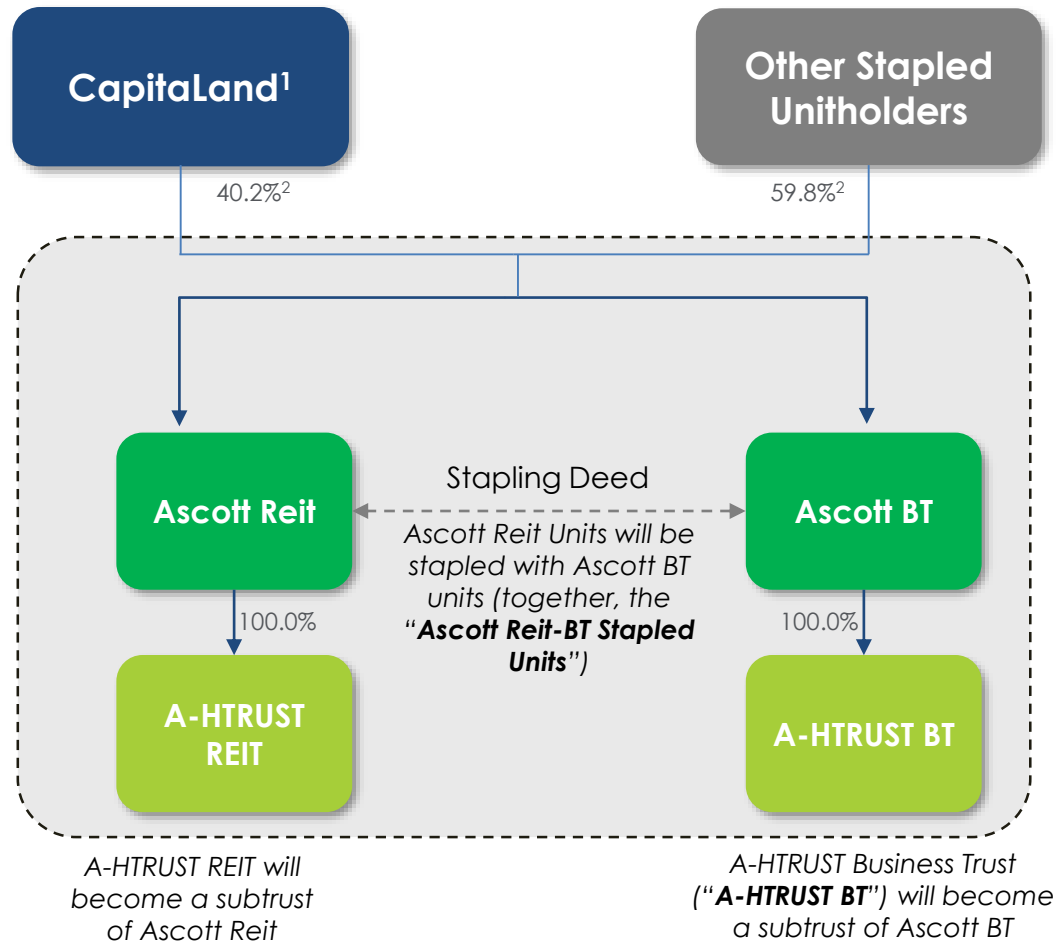 CapitaLand1
Other Stapled
Unitholders
40.2%2
59.8%2
Ascott Reit
Stapling Deed
Ascott Reit Units will be
stapled with Ascott BT
units (together, the
“Ascott Reit-BT Stapled
Units”)
Ascott BT
100.0%
100.0%
A-HTRUST
REIT
A-HTRUST BT
A-HTRUST REIT will
become a subtrust
of Ascott Reit
A-HTRUST Business Trust
(“A-HTRUST BT”) will become
a subtrust of Ascott BT